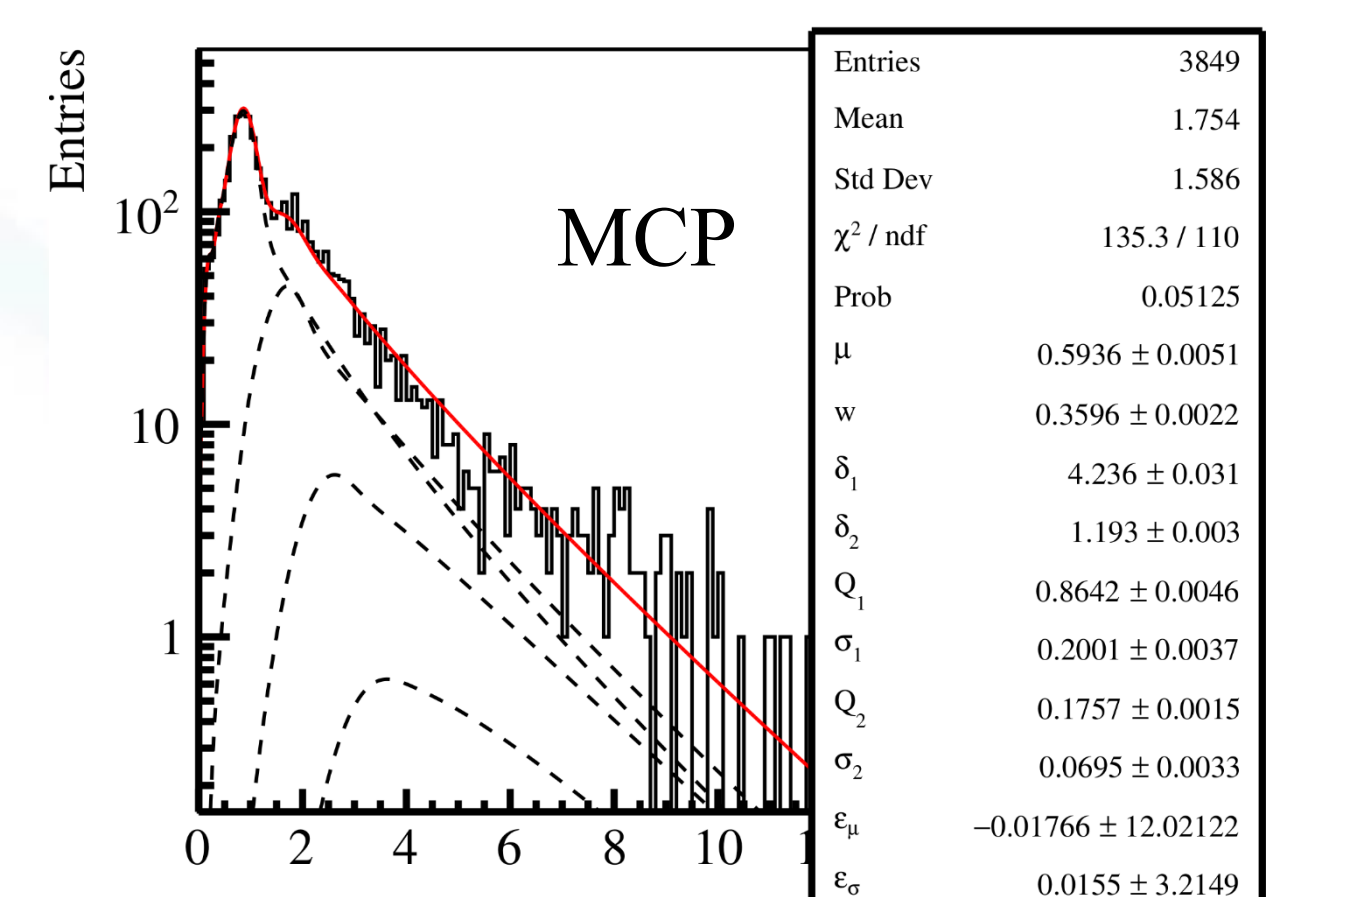 Entries
10²
10
1
0 2 4 6 8 10 1
MCP
Entries 3849
Mean 1.754
Std Dev 1.586
χ² / ndf 135.3 / 110
Prob 0.05125
μ 0.5936 ± 0.0051
w 0.3596 ± 0.0022
δ₁ 4.236 ± 0.031
δ₂ 1.193 ± 0.003
Q₁ 0.8642 ± 0.0046
σ₁ 0.2001 ± 0.0037
Q₂ 0.1757 ± 0.0015
σ₂ 0.0695 ± 0.0033
εμ −0.01766 ± 12.02122
εσ 0.0155 ± 3.2149